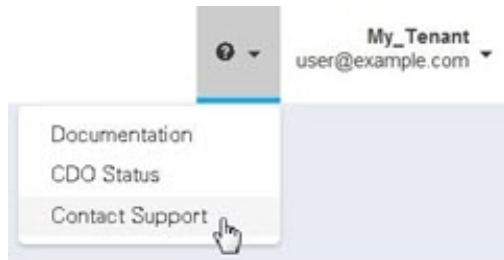 My_Tenant
user@example.com
Documentation
CDO Status
Contact Support